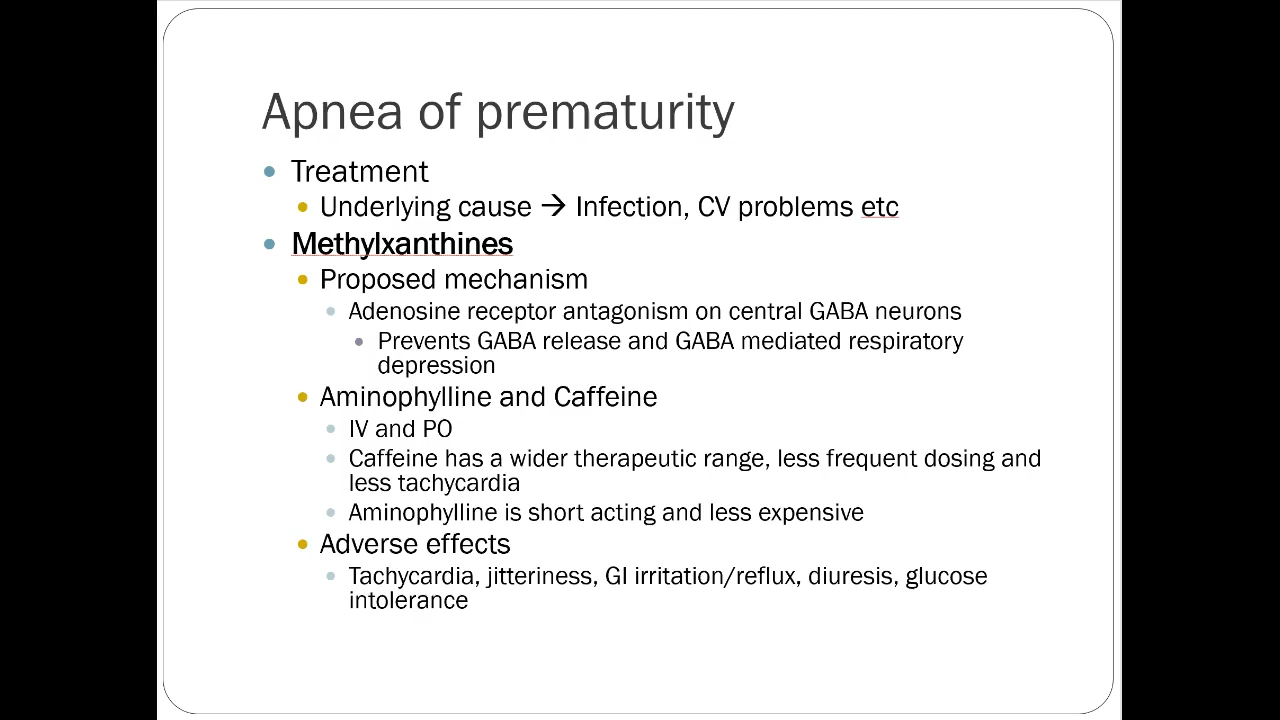 Apnea of prematurity
Treatment
Underlying cause → Infection, CV problems etc
Methylxanthines
Proposed mechanism
Adenosine receptor antagonism on central GABA neurons
Prevents GABA release and GABA mediated respiratory
depression
Aminophylline and Caffeine
IV and PO
Caffeine has a wider therapeutic range, less frequent dosing and
less tachycardia
Aminophylline is short acting and less expensive
Adverse effects
Tachycardia, jitteriness, GI irritation/reflux, diuresis, glucose
intolerance